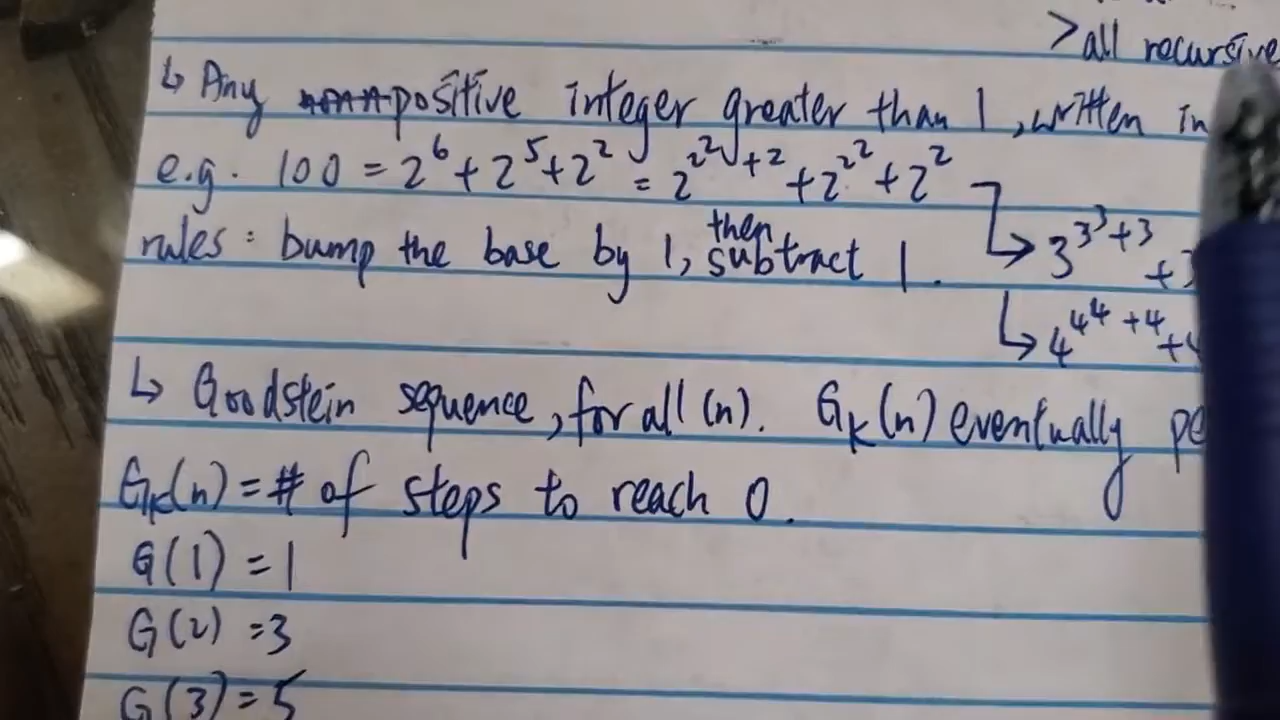 >all recursive
↳ Any positive integer greater than 1, written in
e.g. 100 = 2^6 + 2^5 + 2^2 = 2^{2^2+2} + 2^{2^2} + 2^2
↳ 3^{3^3+3} +
rules: bump the base by 1, then subtract 1.
↳ 4^{4^4+4} +
↳ Goodstein sequence, for all (n). G_k(n) eventually
G_k(n) = # of steps to reach 0.
G(1) = 1
G(2) = 3
G(3) = 5